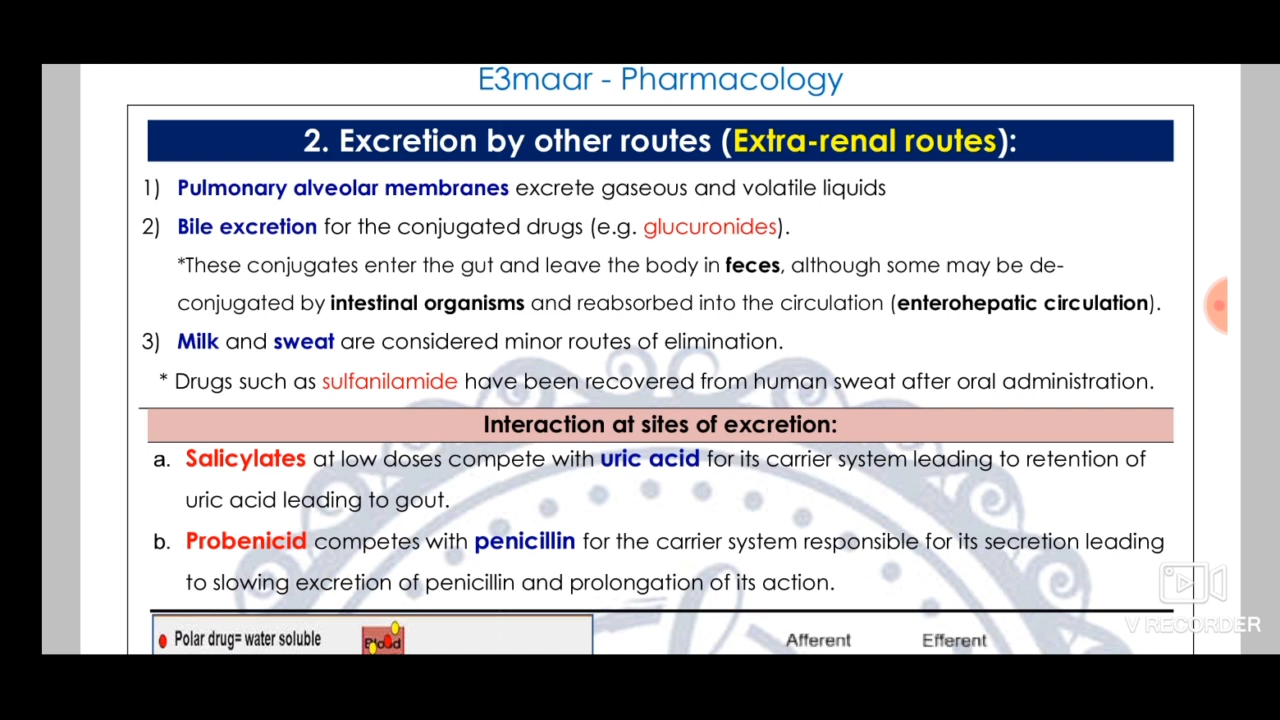 E3maar - Pharmacology
2. Excretion by other routes (Extra-renal routes):
1) Pulmonary alveolar membranes excrete gaseous and volatile liquids
2) Bile excretion for the conjugated drugs (e.g. glucuronides).
*These conjugates enter the gut and leave the body in feces, although some may be de-
conjugated by intestinal organisms and reabsorbed into the circulation (enterohepatic circulation).
3) Milk and sweat are considered minor routes of elimination.
* Drugs such as sulfanilamide have been recovered from human sweat after oral administration.
Interaction at sites of excretion:
a. Salicylates at low doses compete with uric acid for its carrier system leading to retention of
uric acid leading to gout.
b. Probenicid competes with penicillin for the carrier system responsible for its secretion leading
to slowing excretion of penicillin and prolongation of its action.
V RECORDER
Polar drug= water soluble
Blood
Afferent Efferent